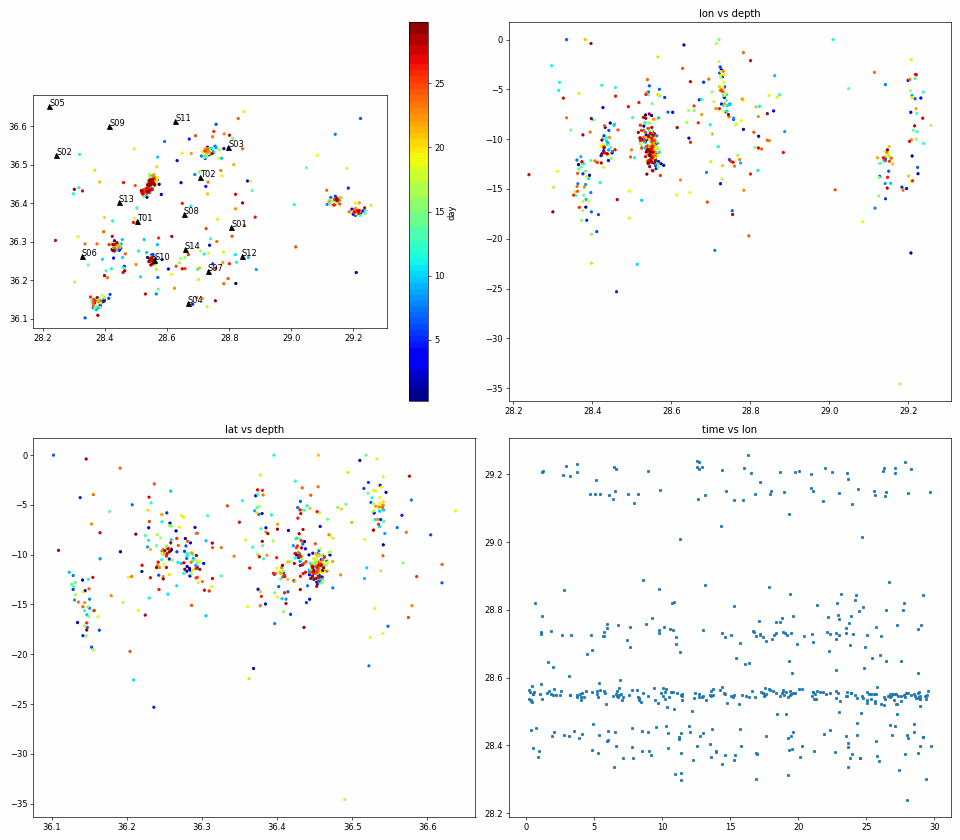 lon vs depth
S05
S09
S11
S03
S02
T02
S13
S08
T01
S01
S14
S06
S10
S12
S07
S04
36.6
36.5
36.4
36.3
36.2
36.1
28.2 28.4 28.6 28.8 29.0 29.2
25
20
15
10
5
day
0
−5
−10
−15
−20
−25
−30
−35
28.2 28.4 28.6 28.8 29.0 29.2
lat vs depth
0
−5
−10
−15
−20
−25
−30
−35
36.1 36.2 36.3 36.4 36.5 36.6
time vs lon
29.2
29.0
28.8
28.6
28.4
28.2
0 5 10 15 20 25 30